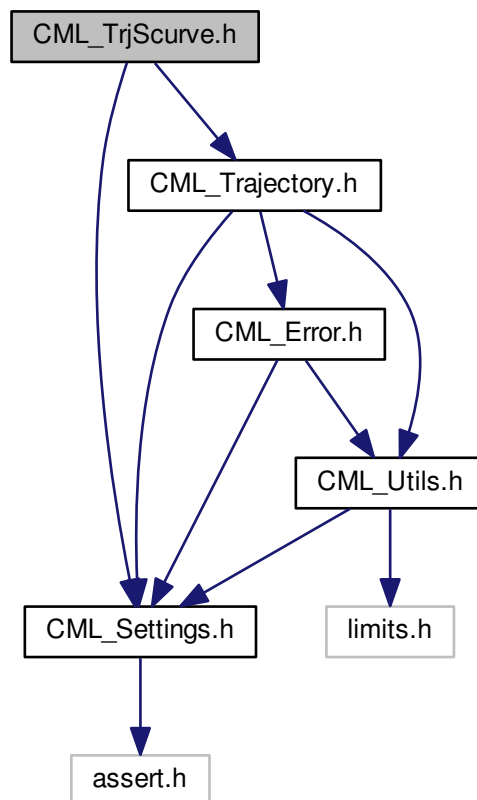 CML_TrjScurve.h
CML_Trajectory.h
CML_Error.h
CML_Utils.h
CML_Settings.h
limits.h
assert.h